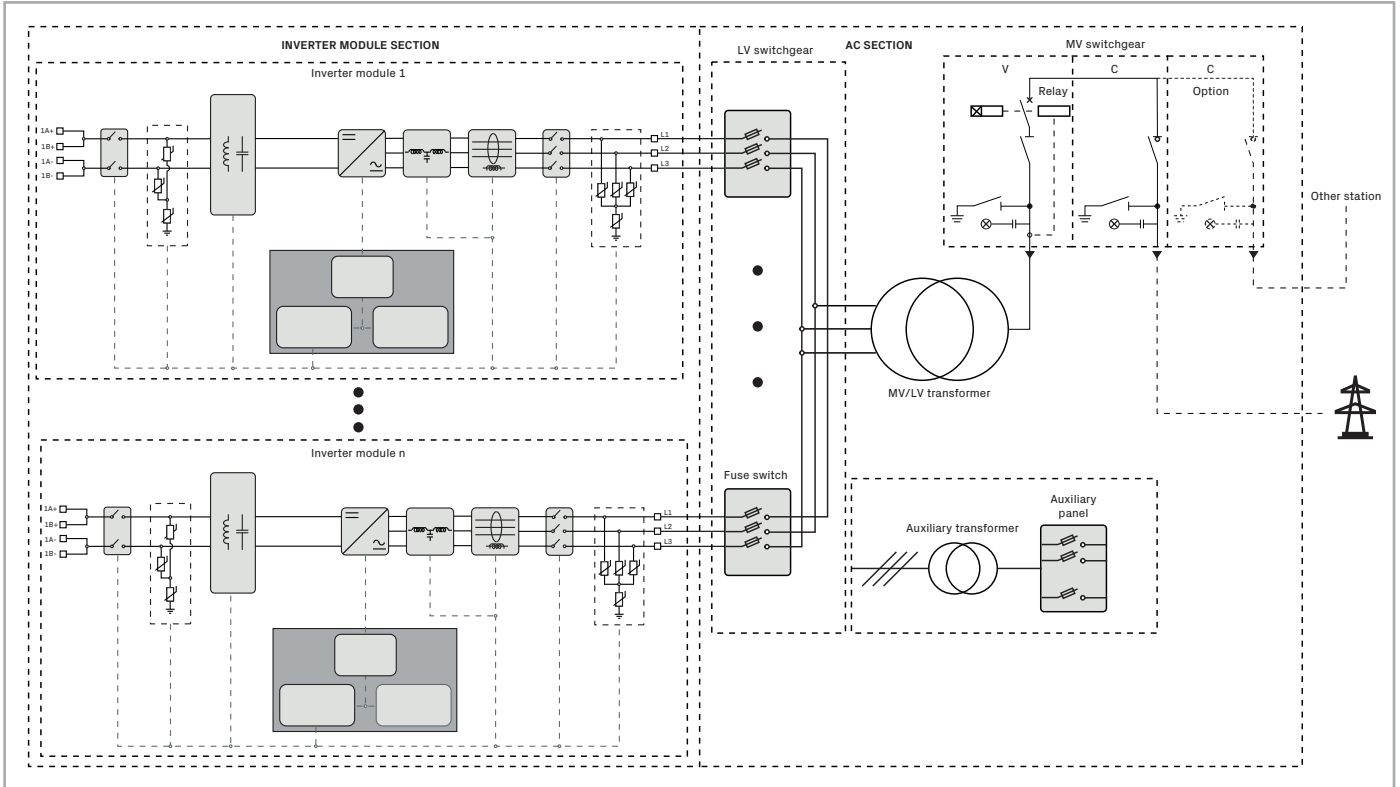 INVERTER MODULE SECTION
Inverter module 1
1A+
1B+
1A-
1B-
L1
L2
L3
Inverter module n
1A+
1B+
1A-
1B-
L1
L2
L3
LV switchgear
AC SECTION
MV switchgear
V
C
C
Relay
Option
Other station
MV/LV transformer
Fuse switch
Auxiliary transformer
Auxiliary
panel